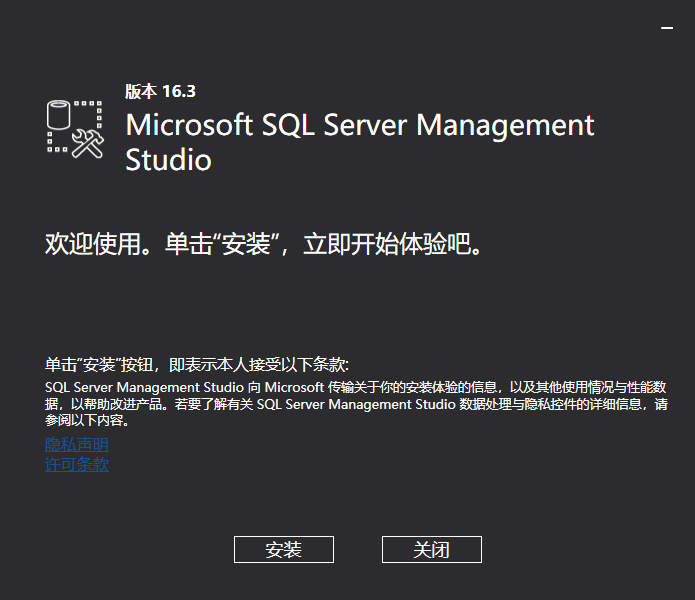 版本 16.3
Microsoft SQL Server Management
Studio
欢迎使用。单击“安装”，立即开始体验吧。
单击“安装”按钮，即表示本人接受以下条款:
SQL Server Management Studio 向 Microsoft 传输关于你的安装体验的信息，以及其他使用情况与性能数
据，以帮助改进产品。若要了解有关 SQL Server Management Studio 数据处理与隐私控件的详细信息，请
参阅以下内容。
隐私声明
许可条款
安装
关闭